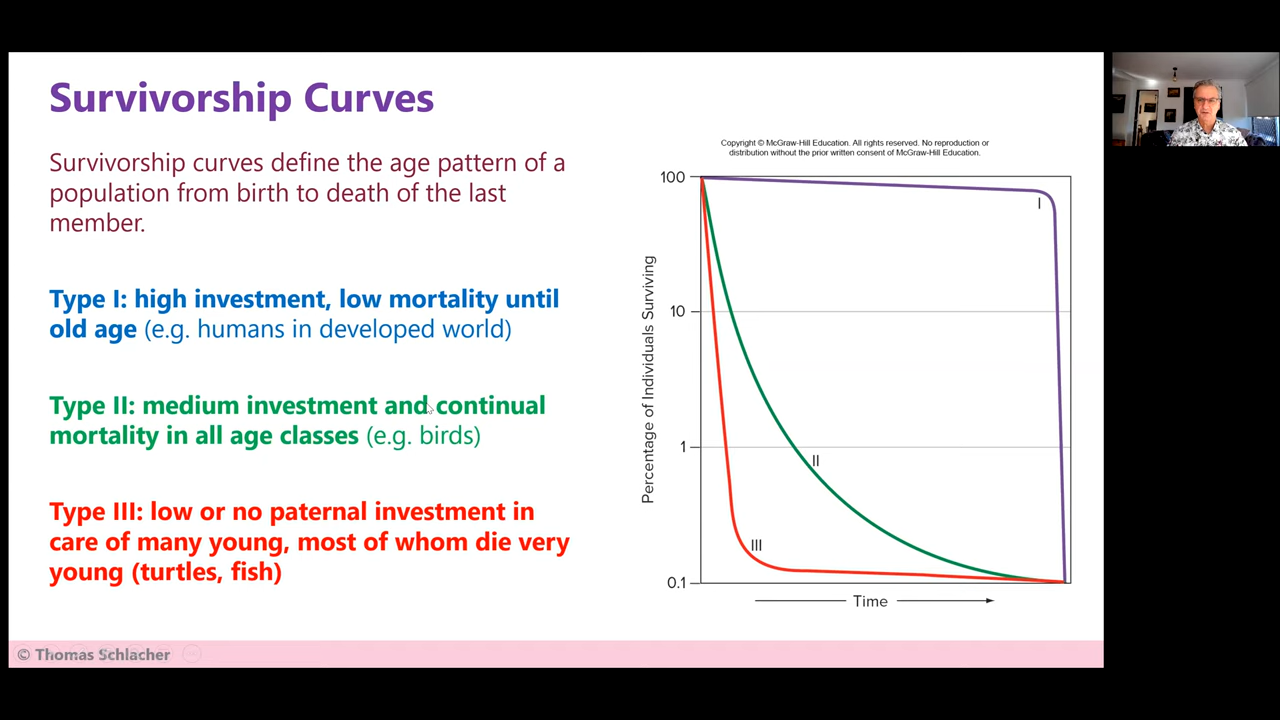 Survivorship Curves
Survivorship curves define the age pattern of a
population from birth to death of the last
member.
Type I: high investment, low mortality until
old age (e.g. humans in developed world)
Type II: medium investment and continual
mortality in all age classes (e.g. birds)
Type III: low or no paternal investment in
care of many young, most of whom die very
young (turtles, fish)
Copyright © McGraw-Hill Education. All rights reserved. No reproduction or
distribution without the prior written consent of McGraw-Hill Education.
Percentage of Individuals Surviving
100
10
1
0.1
I
II
III
Time
© Thomas Schlacher